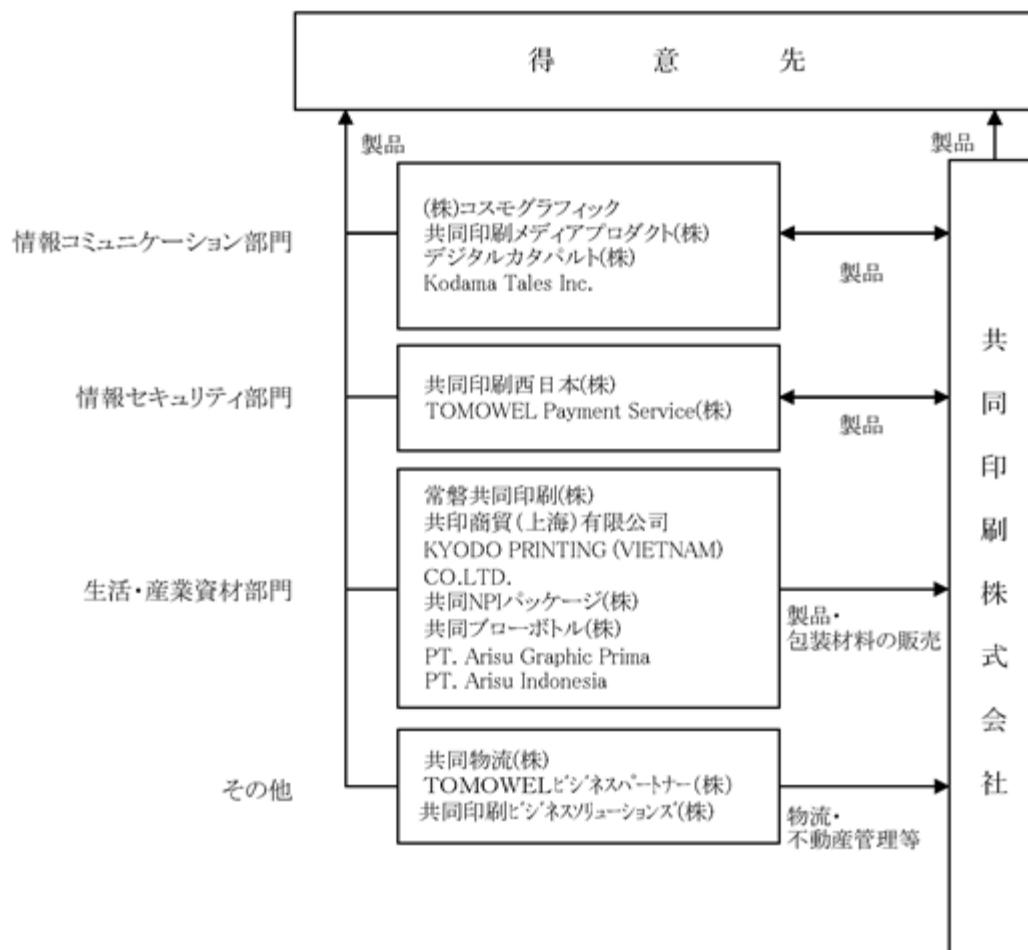 得意先
製品
製品
情報コミュニケーション部門
(株)コスモグラフィック
共同印刷メディアプロダクト(株)
デジタルカタパルト(株)
Kodama Tales Inc.
製品
情報セキュリティ部門
共同印刷西日本(株)
TOMOWEL Payment Service(株)
製品
生活・産業資材部門
常磐共同印刷(株)
共印商貿(上海)有限公司
KYODO PRINTING (VIETNAM)
CO.LTD.
共同NPIパッケージ(株)
共同ブローボトル(株)
PT. Arisu Graphic Prima
PT. Arisu Indonesia
製品・
包装材料の販売
その他
共同物流(株)
TOMOWELビジネスパートナー(株)
共同印刷ビジネスソリューションズ(株)
物流・
不動産管理等
共同印刷株式会社